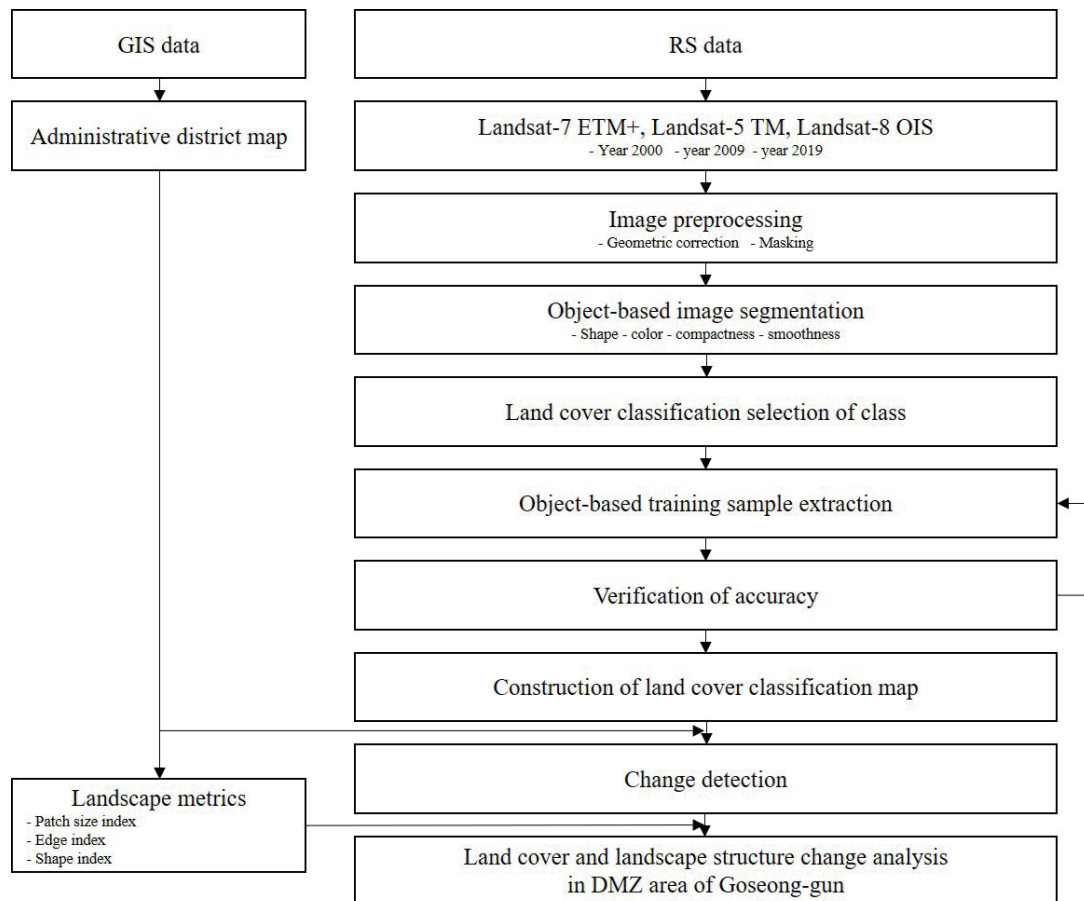 GIS data
RS data
Administrative district map
Landsat-7 ETM+, Landsat-5 TM, Landsat-8 OIS
- Year 2000 - year 2009 - year 2019
Image preprocessing
- Geometric correction - Masking
Object-based image segmentation
- Shape - color - compactness - smoothness
Land cover classification selection of class
Object-based training sample extraction
Verification of accuracy
Construction of land cover classification map
Change detection
Landscape metrics
- Patch size index
- Edge index
- Shape index
Land cover and landscape structure change analysis
in DMZ area of Goseong-gun